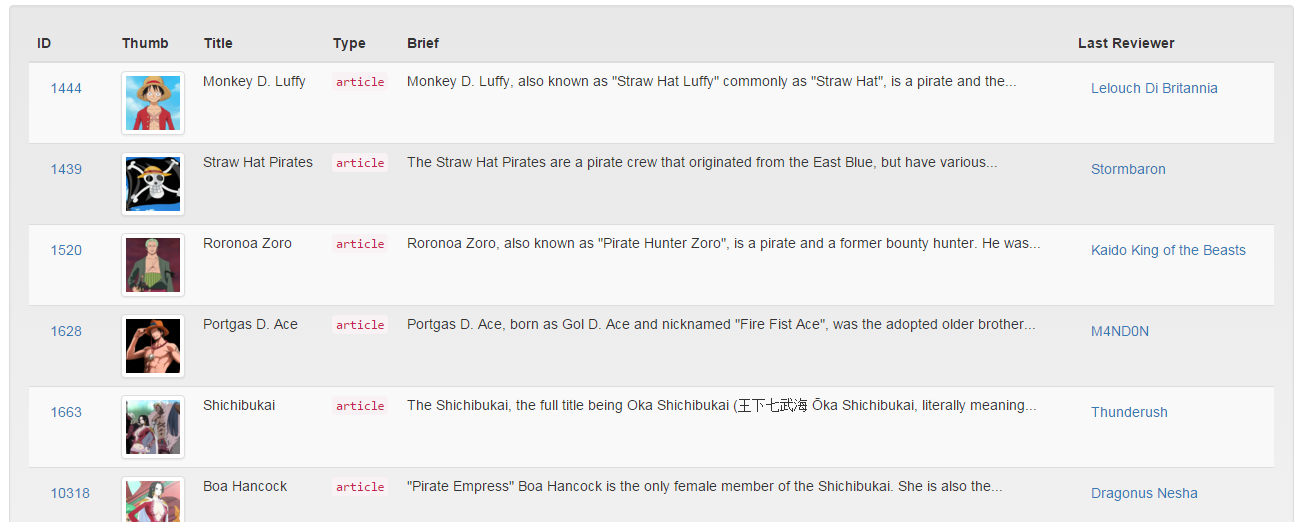 ID Thumb Title Type Brief Last Reviewer
1444 Monkey D. Luffy article Monkey D. Luffy, also known as "Straw Hat Luffy" commonly as "Straw Hat", is a pirate and the... Lelouch Di Britannia
1439 Straw Hat Pirates article The Straw Hat Pirates are a pirate crew that originated from the East Blue, but have various... Stormbaron
1520 Roronoa Zoro article Roronoa Zoro, also known as "Pirate Hunter Zoro", is a pirate and a former bounty hunter. He was... Kaido King of the Beasts
1628 Portgas D. Ace article Portgas D. Ace, born as Gol D. Ace and nicknamed "Fire Fist Ace", was the adopted older brother... M4ND0N
1663 Shichibukai article The Shichibukai, the full title being Oka Shichibukai (王下七武海 Ōka Shichibukai, literally meaning... Thunderush
10318 Boa Hancock article "Pirate Empress" Boa Hancock is the only female member of the Shichibukai. She is also the... Dragonus Nesha